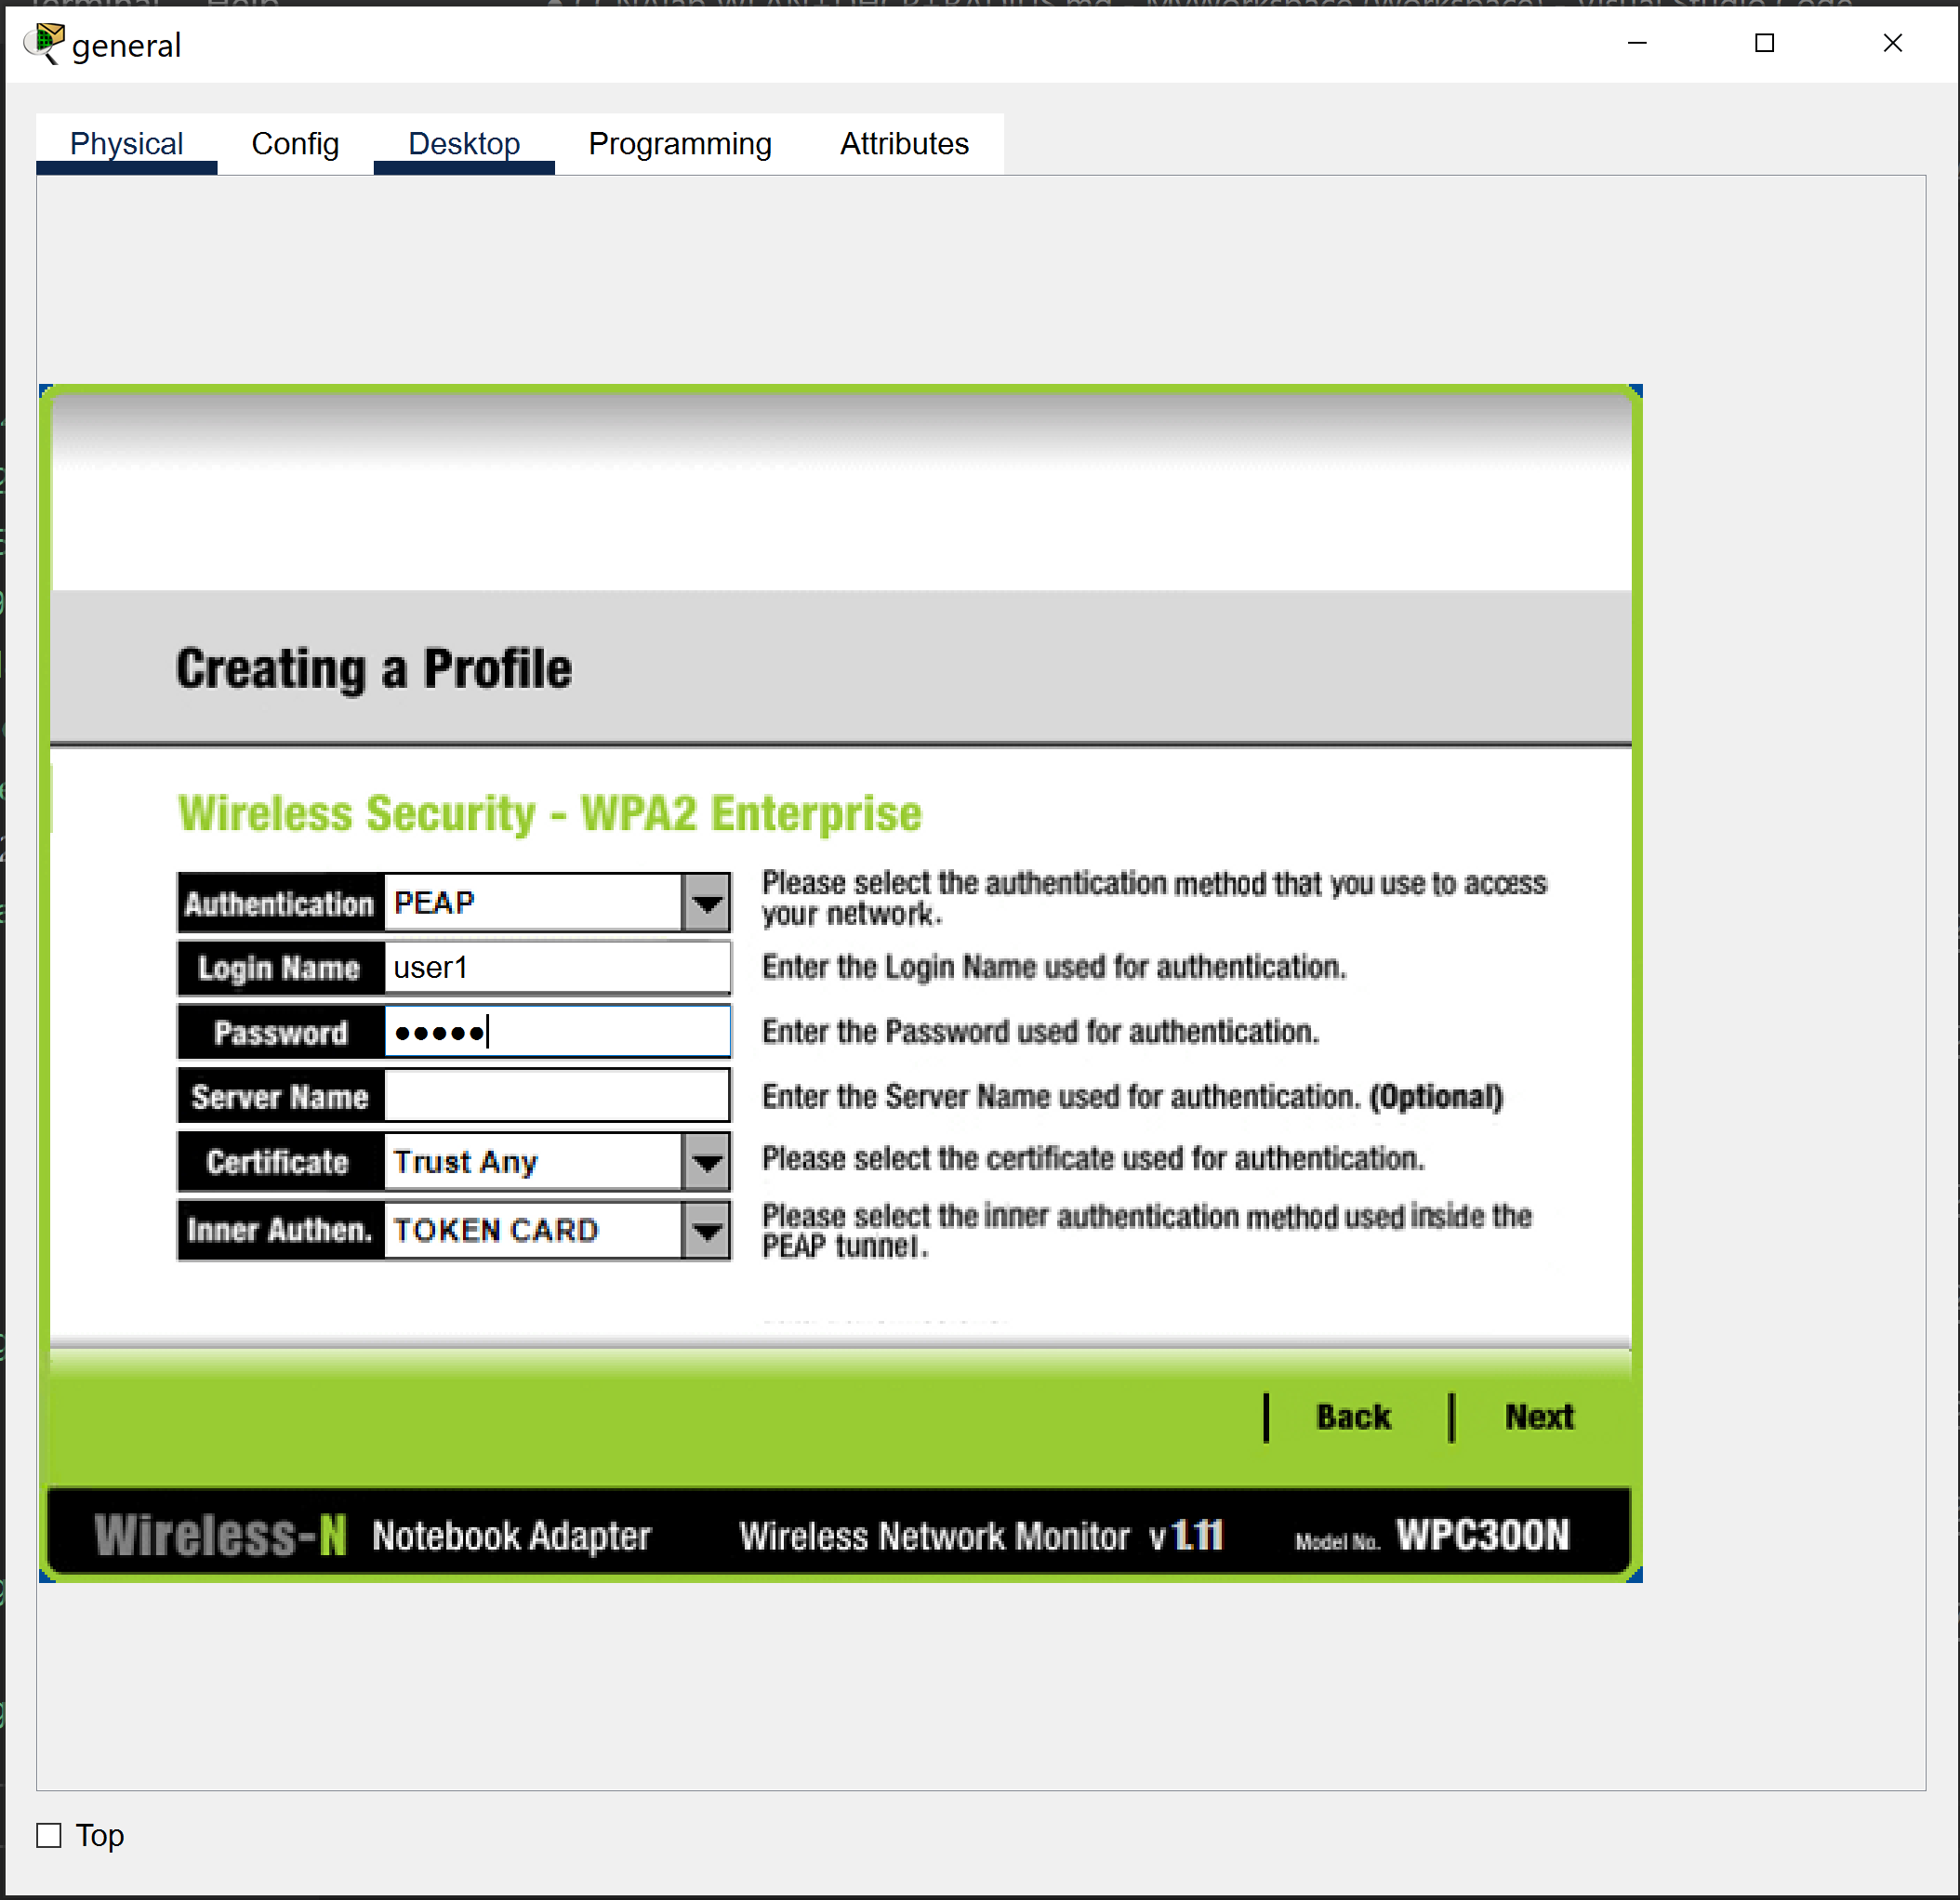 general
Physical Config Desktop Programming Attributes
Creating a Profile
Wireless Security - WPA2 Enterprise
Authentication PEAP Please select the authentication method that you use to access
your network.
Login Name user1 Enter the Login Name used for authentication.
Password ●●●●● Enter the Password used for authentication.
Server Name Enter the Server Name used for authentication. (Optional)
Certificate Trust Any Please select the certificate used for authentication.
Inner Authen. TOKEN CARD Please select the inner authentication method used inside the
PEAP tunnel.
Back Next
Wireless-N Notebook Adapter Wireless Network Monitor v 1.11 Model No. WPC300N
Top